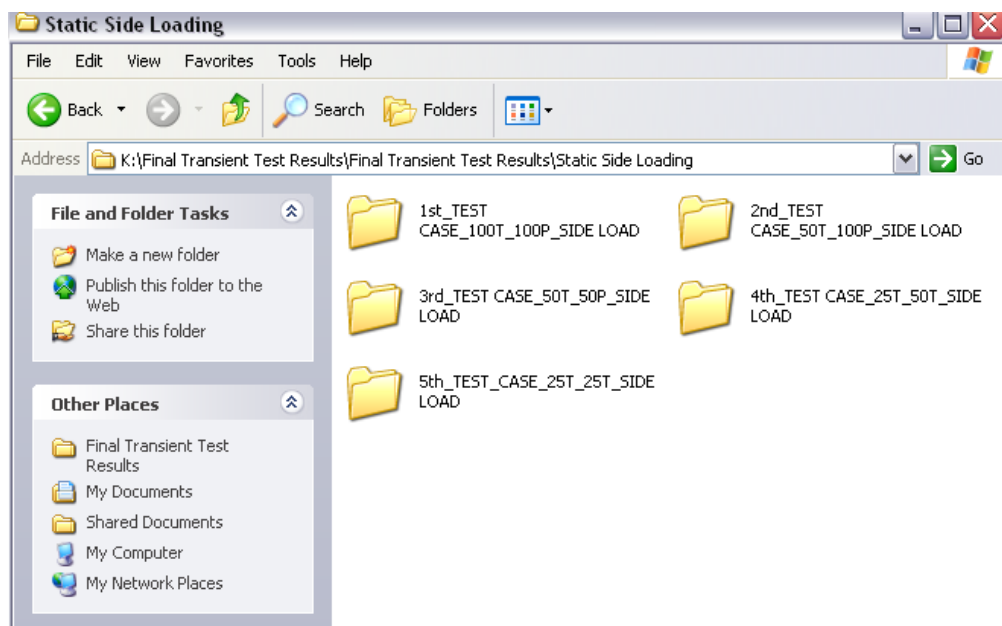 Static Side Loading
File Edit View Favorites Tools Help
Back Search Folders
Address K:\Final Transient Test Results\Final Transient Test Results\Static Side Loading Go
File and Folder Tasks
Make a new folder
Publish this folder to the
Web
Share this folder
Other Places
Final Transient Test
Results
My Documents
Shared Documents
My Computer
My Network Places
1st_TEST
CASE_100T_100P_SIDE LOAD
2nd_TEST
CASE_50T_100P_SIDE LOAD
3rd_TEST CASE_50T_50P_SIDE
LOAD
4th_TEST CASE_25T_50T_SIDE
LOAD
5th_TEST_CASE_25T_25T_SIDE
LOAD